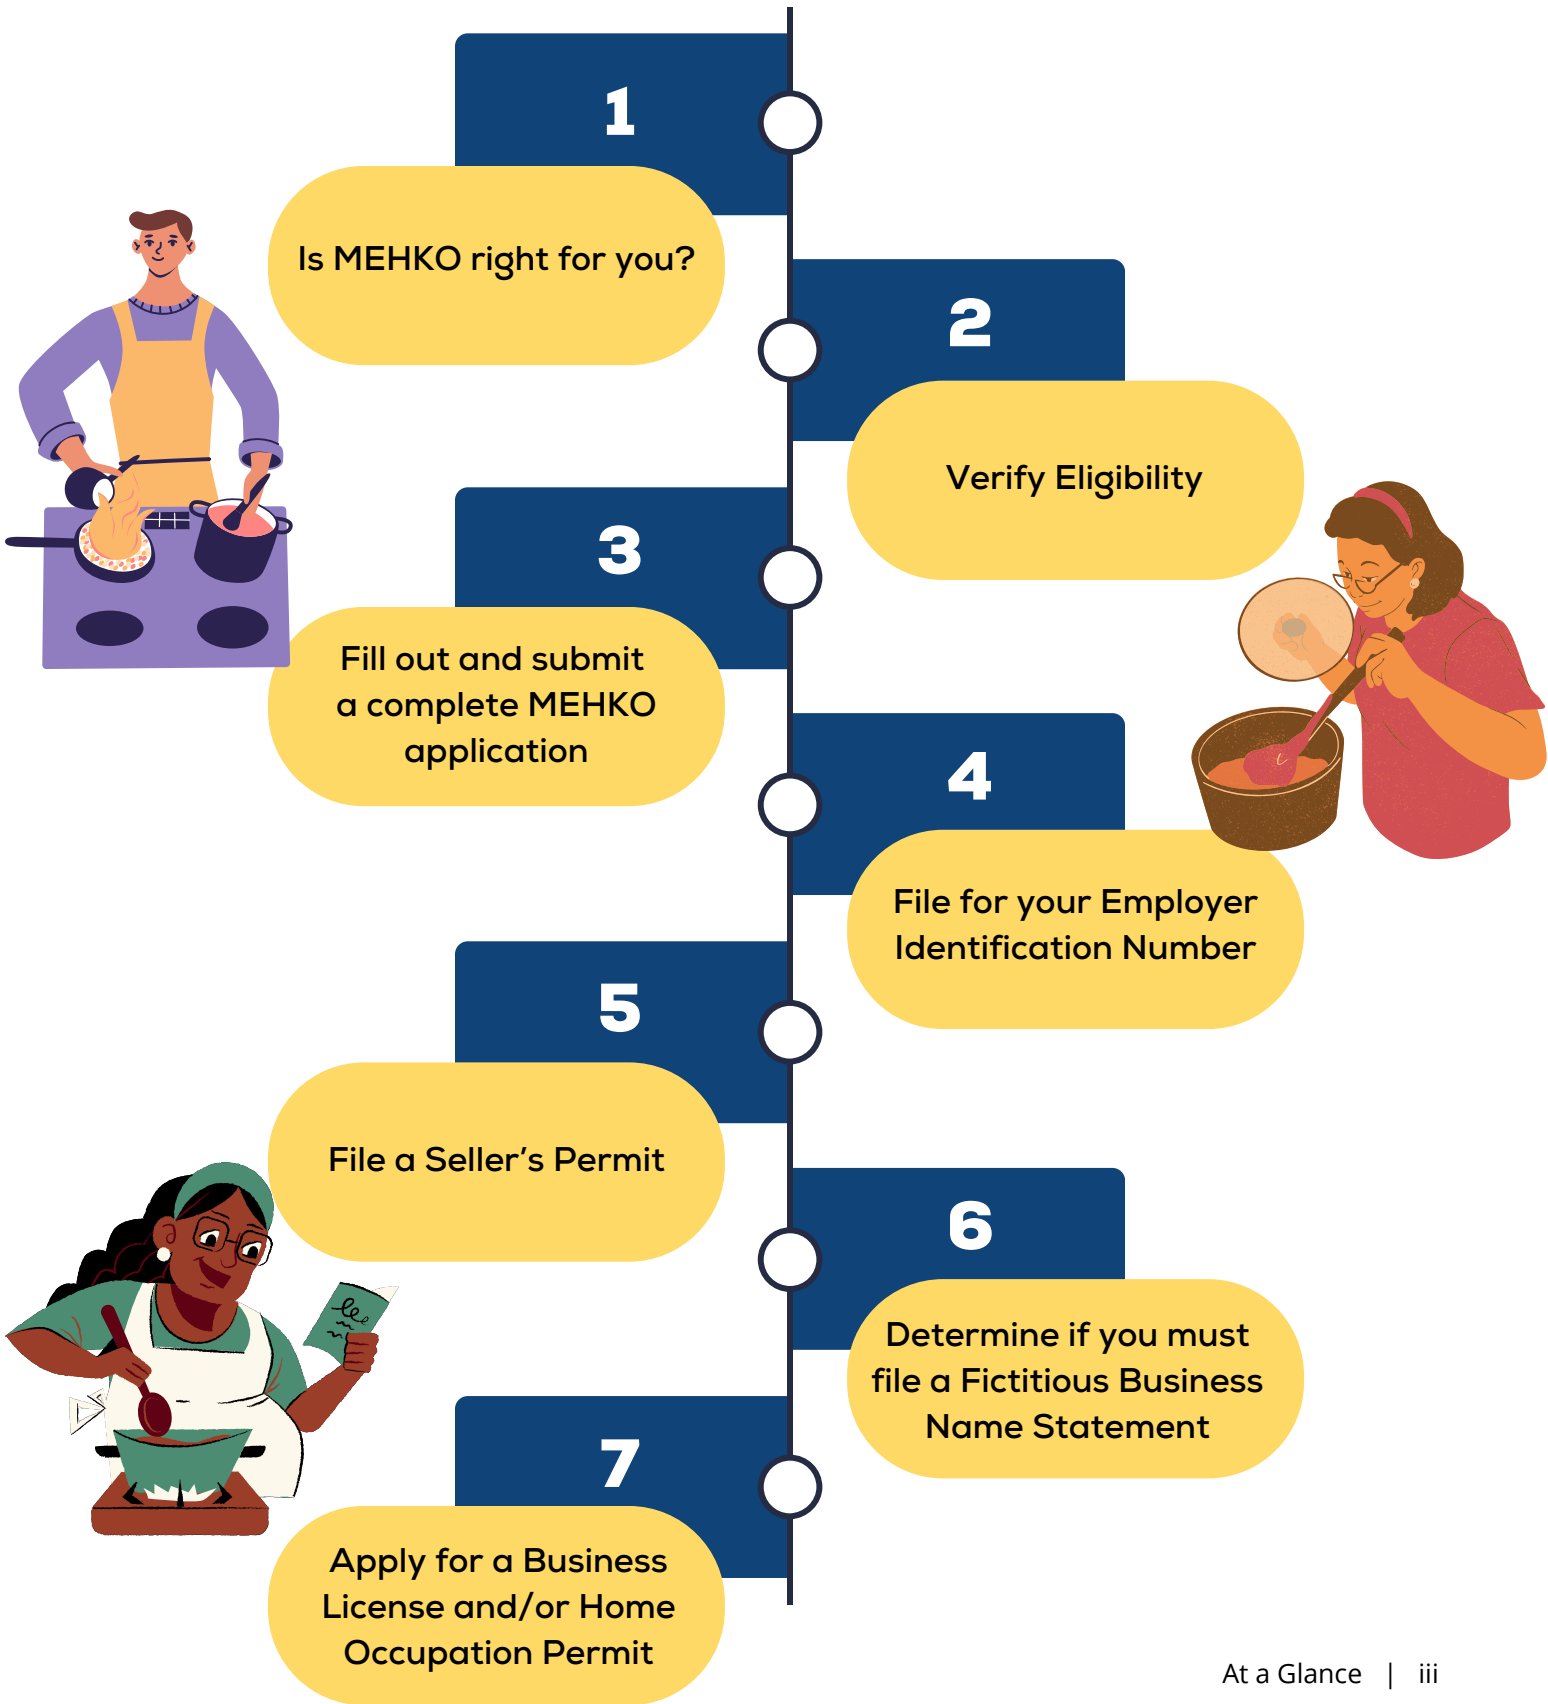 1
Is MEHKO right for you?
2
Verify Eligibility
3
Fill out and submit
a complete MEHKO
application
4
File for your Employer
Identification Number
5
File a Seller’s Permit
6
Determine if you must
file a Fictitious Business
Name Statement
7
Apply for a Business
License and/or Home
Occupation Permit
At a Glance | iii